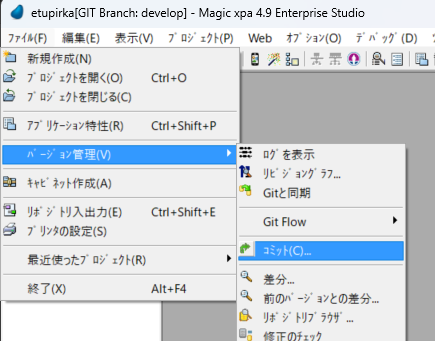 etupirka[GIT Branch: develop] - Magic xpa 4.9 Enterprise Studio
ﾌｧｲﾙ(F) 編集(E) 表示(V) ﾌﾟﾛｼﾞｪｸﾄ(P) Web ｵﾌﾟｼｮﾝ(O) ﾃﾞﾊﾞｯｸﾞ(D)
新規作成(N)
ﾌﾟﾛｼﾞｪｸﾄを開く(O) Ctrl+O
ﾌﾟﾛｼﾞｪｸﾄを閉じる(C)
ｱﾌﾟﾘｹｰｼｮﾝ特性(R) Ctrl+Shift+P
ﾊﾞｰｼﾞｮﾝ管理(V)
ｷｬﾋﾞﾈｯﾄ作成(A)
ﾘﾎﾟｼﾞﾄﾘ入出力(E) Ctrl+Shift+E
ﾌﾟﾘﾝﾀの設定(S)
最近使ったﾌﾟﾛｼﾞｪｸﾄ(R)
終了(X) Alt+F4
ﾛｸﾞを表示
ﾘﾋﾞｼﾞｮﾝｸﾞﾗﾌ...
Gitと同期
Git Flow
ｺﾐｯﾄ(C)...
差分...
前のﾊﾞｰｼﾞｮﾝとの差分...
ﾘﾎﾟｼﾞﾄﾘﾌﾞﾗｳｻﾞ...
修正のﾁｪｯｸ